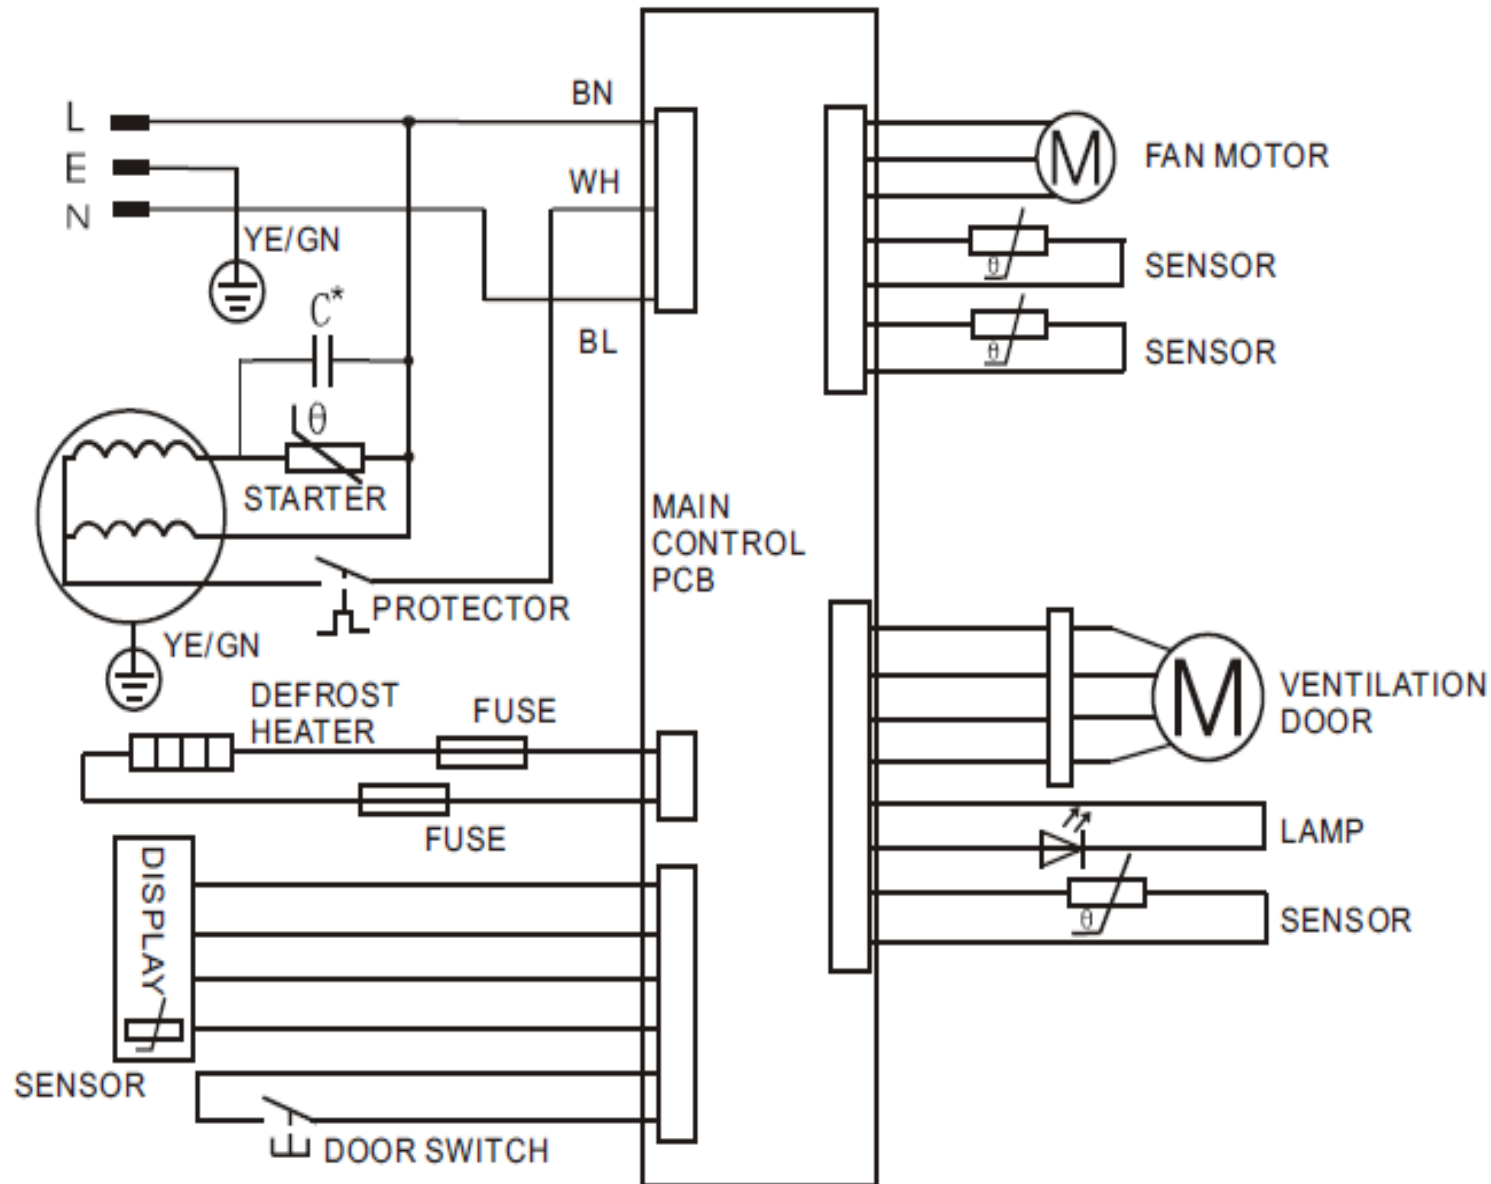 L
E
N
BN
WH
BL
YE/GN
C*
θ
STARTER
PROTECTOR
YE/GN
DEFROST
HEATER
FUSE
FUSE
DISPLAY
SENSOR
DOOR SWITCH
MAIN
CONTROL
PCB
M
FAN MOTOR
θ
SENSOR
θ
SENSOR
M
VENTILATION
DOOR
LAMP
θ
SENSOR